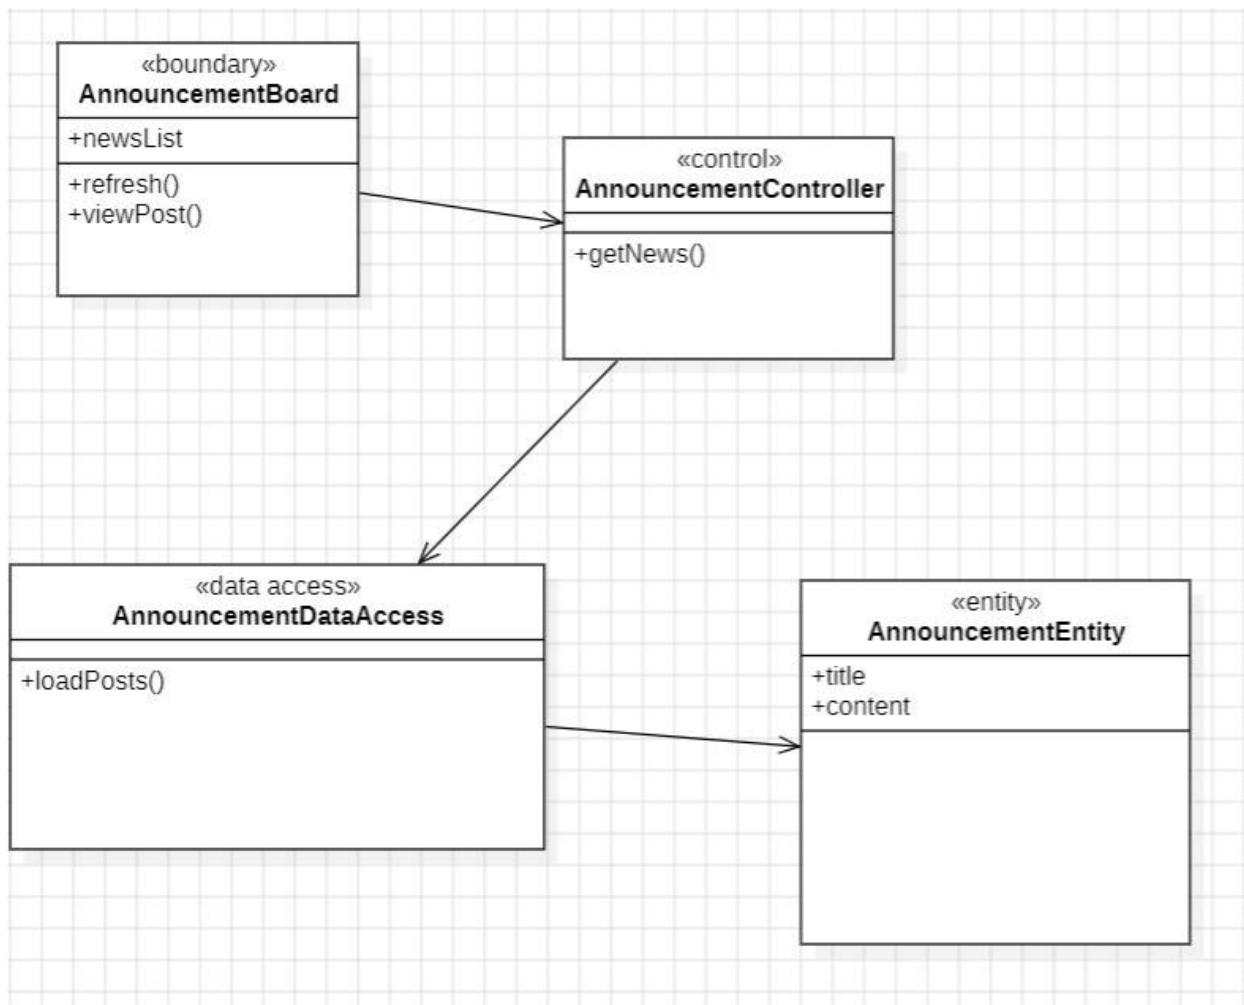 «boundary»
AnnouncementBoard
+newsList
+refresh()
+viewPost()
«control»
AnnouncementController
+getNews()
«data access»
AnnouncementDataAccess
+loadPosts()
«entity»
AnnouncementEntity
+title
+content